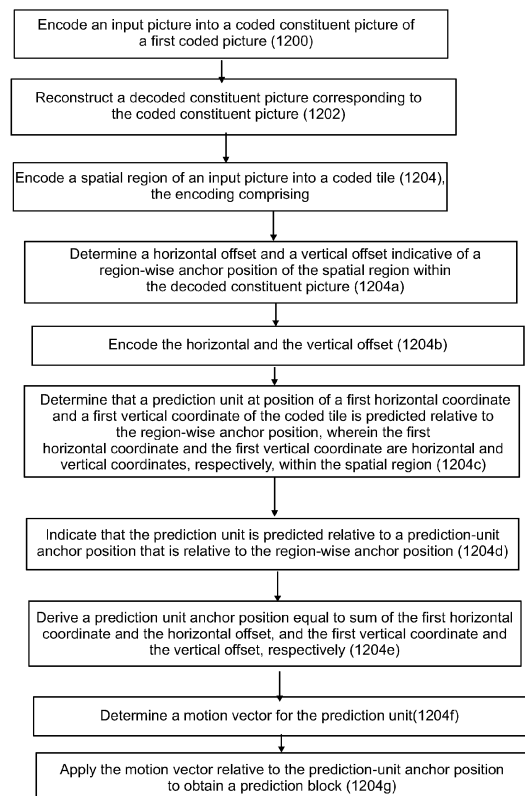 Encode an input picture into a coded constituent picture of
a first coded picture (1200)
Reconstruct a decoded constituent picture corresponding to
the coded constituent picture (1202)
Encode a spatial region of an input picture into a coded tile (1204),
the encoding comprising
Determine a horizontal offset and a vertical offset indicative of a
region-wise anchor position of the spatial region within
the decoded constituent picture (1204a)
Encode the horizontal and the vertical offset (1204b)
Determine that a prediction unit at position of a first horizontal coordinate
and a first vertical coordinate of the coded tile is predicted relative to
the region-wise anchor position, wherein the first
horizontal coordinate and the first vertical coordinate are horizontal and
vertical coordinates, respectively, within the spatial region (1204c)
Indicate that the prediction unit is predicted relative to a prediction-unit
anchor position that is relative to the region-wise anchor position (1204d)
Derive a prediction unit anchor position equal to sum of the first horizontal
coordinate and the horizontal offset, and the first vertical coordinate and
the vertical offset, respectively (1204e)
Determine a motion vector for the prediction unit(1204f)
Apply the motion vector relative to the prediction-unit anchor position
to obtain a prediction block (1204g)